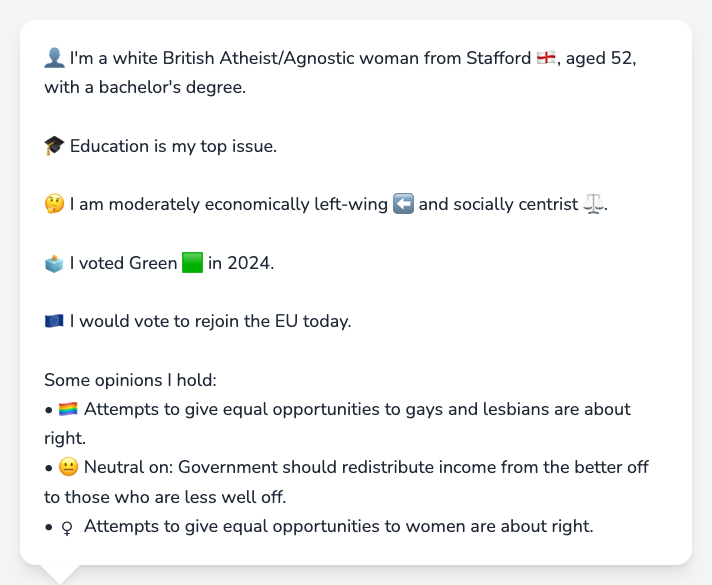 👤 I'm a white British Atheist/Agnostic woman from Stafford 🏴󠁧󠁢󠁥󠁮󠁧󠁿, aged 52,
with a bachelor's degree.
🎓 Education is my top issue.
🤔 I am moderately economically left-wing ⬅️ and socially centrist ⚖️.
🗳️ I voted Green 🟩 in 2024.
🇪🇺 I would vote to rejoin the EU today.
Some opinions I hold:
• 🏳️‍🌈 Attempts to give equal opportunities to gays and lesbians are about
right.
• 😐 Neutral on: Government should redistribute income from the better off
to those who are less well off.
• ♀ Attempts to give equal opportunities to women are about right.